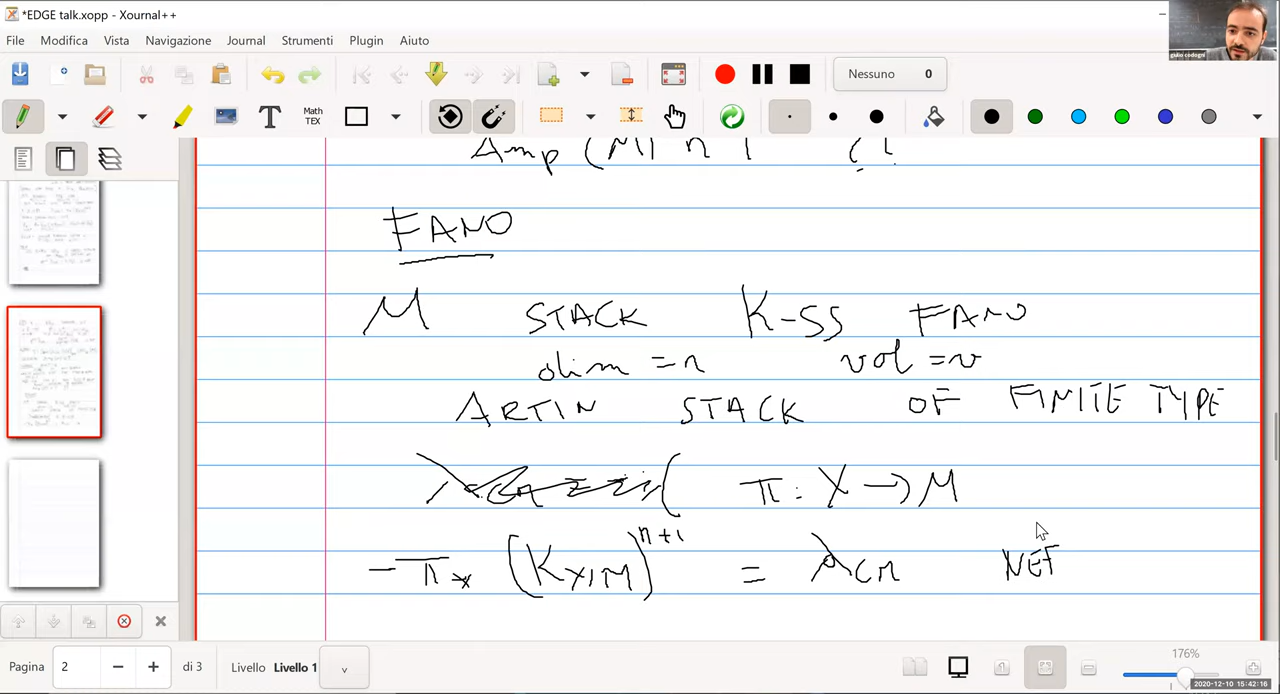 *EDGE talk.xopp - Xournal++
giulio codogni
File Modifica Vista Navigazione Journal Strumenti Plugin Aiuto
Nessuno 0
Math
TEX
Amp (M)
FANO
M STACK K-SS FANO
dim = n vol = v
ARTIN STACK OF FINITE TYPE
π : X → M
-π* (K X/M)^n+1 = λCM NEF
Pagina 2 di 3 Livello Livello 1
176%
2020-12-10 15:42:16